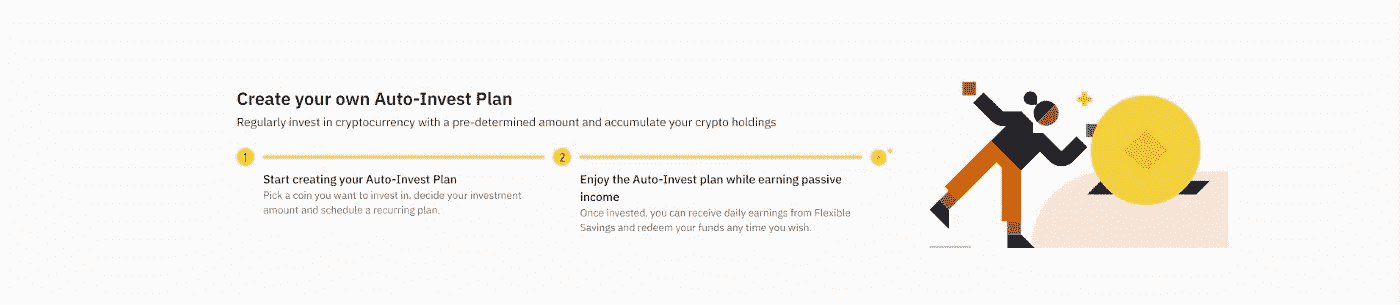 Create your own Auto-Invest Plan
Regularly invest in cryptocurrency with a pre-determined amount and accumulate your crypto holdings
1
2
Start creating your Auto-Invest Plan
Pick a coin you want to invest in, decide your investment
amount and schedule a recurring plan.
Enjoy the Auto-Invest plan while earning passive
income
Once invested, you can receive daily earnings from Flexible
Savings and redeem your funds any time you wish.